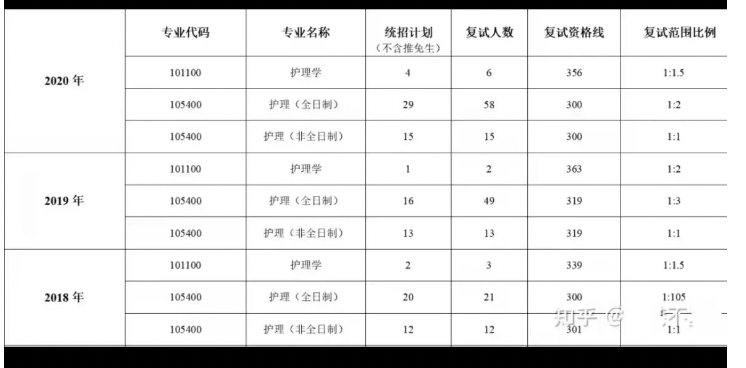 专业代码 专业名称 统招计划 复试人数 复试资格线 复试范围比例
（不含推免生）
2020 年
101100 护理学 4 6 356 1:1.5
105400 护理（全日制） 29 58 300 1:2
105400 护理（非全日制） 15 15 300 1:1
2019 年
101100 护理学 1 2 363 1:2
105400 护理（全日制） 16 49 319 1:3
105400 护理（非全日制） 13 13 319 1:1
2018 年
101100 护理学 2 3 339 1:1.5
105400 护理（全日制） 20 21 300 1:105
105400 护理（非全日制） 12 12 301 1:1
知乎 @